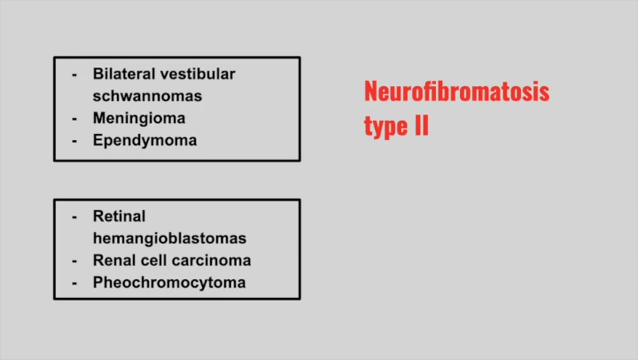 - Bilateral vestibular
schwannomas
- Meningioma
- Ependymoma
Neurofibromatosis
type II
- Retinal
hemangioblastomas
- Renal cell carcinoma
- Pheochromocytoma